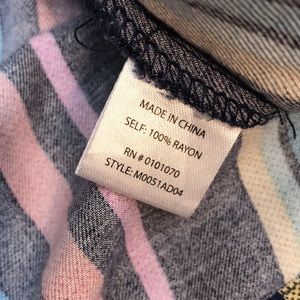 MADE IN CHINA
SELF: 100% RAYON
RN # 0101070
STYLE: M0051AD04